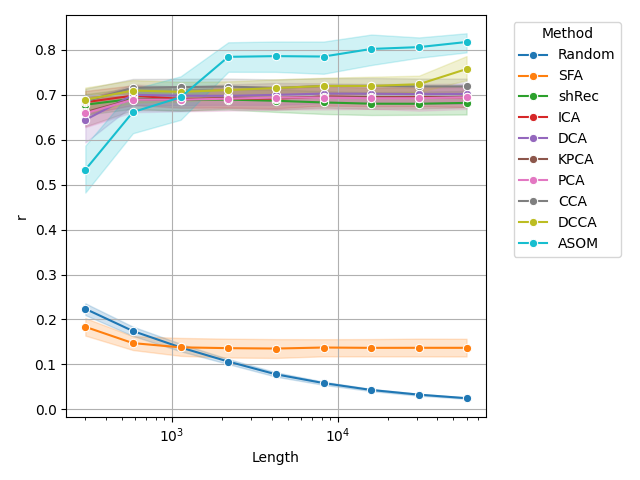 Method
Random
SFA
shRec
ICA
DCA
KPCA
PCA
CCA
DCCA
ASOM
0.8
0.7
0.6
0.5
0.4
0.3
0.2
0.1
0.0
r
10³ 10⁴
Length